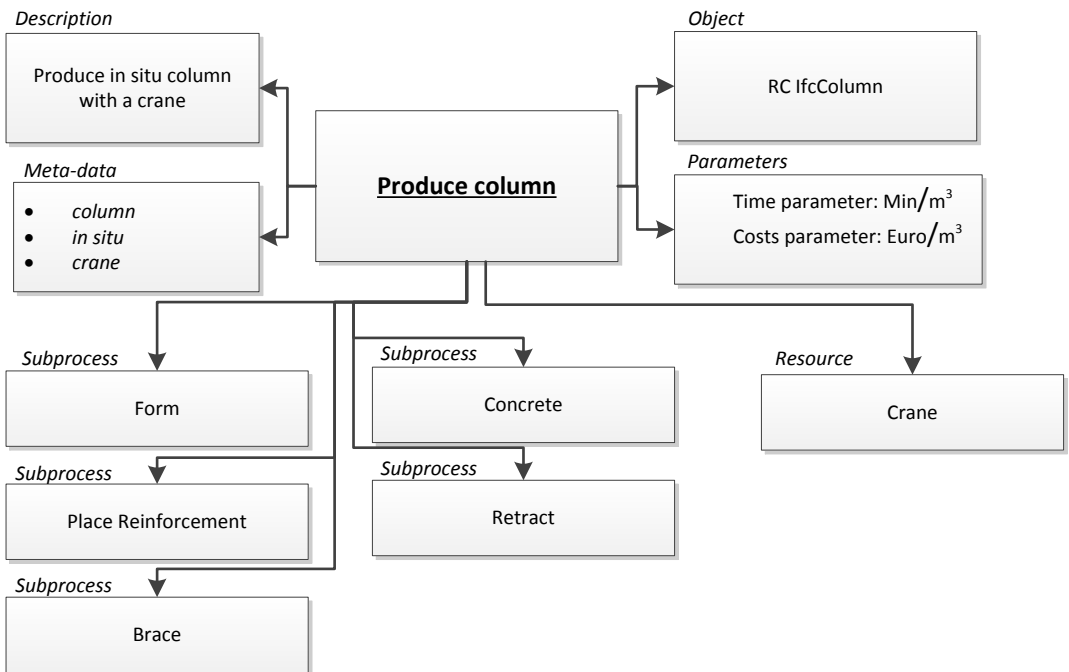 Description
Produce in situ column
with a crane
Object
RC IfcColumn
Meta-data
• column
• in situ
• crane
Produce column
Parameters
Time parameter: Min/m³
Costs parameter: Euro/m³
Subprocess
Form
Subprocess
Concrete
Resource
Crane
Subprocess
Place Reinforcement
Subprocess
Retract
Subprocess
Brace